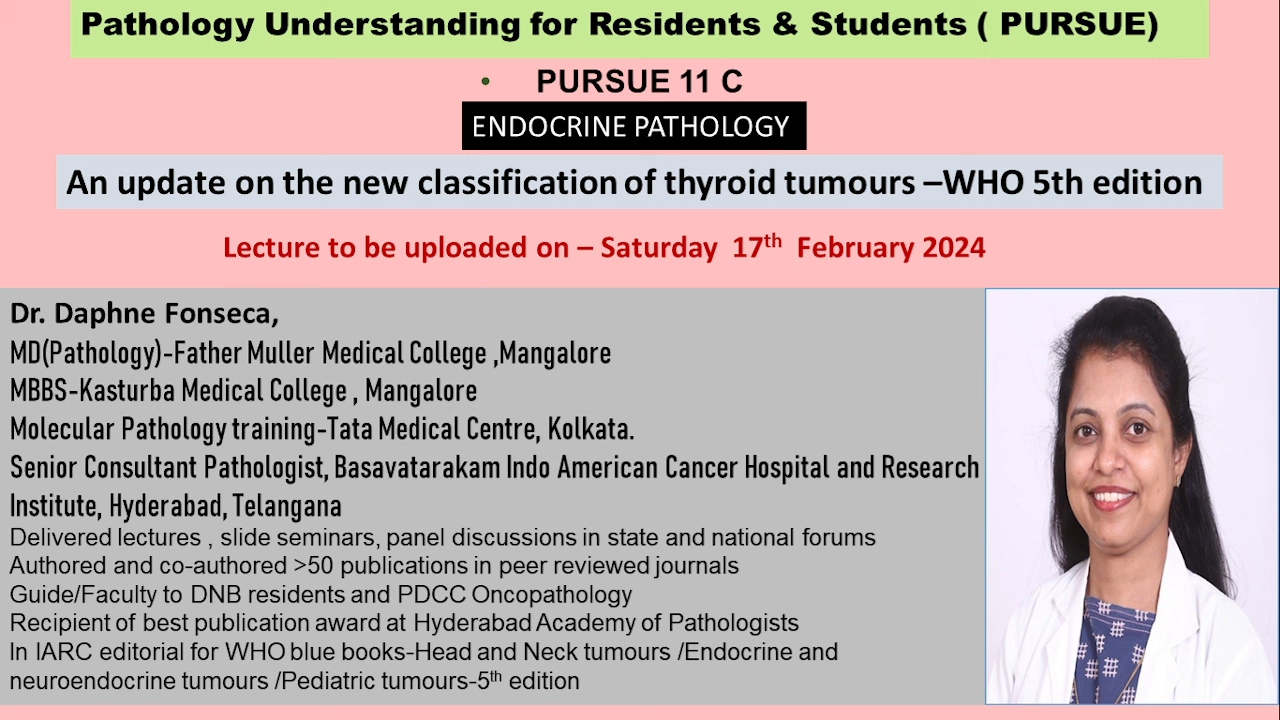 Pathology Understanding for Residents & Students ( PURSUE)
• PURSUE 11 C
ENDOCRINE PATHOLOGY
An update on the new classification of thyroid tumours –WHO 5th edition
Lecture to be uploaded on – Saturday 17th February 2024
Dr. Daphne Fonseca,
MD(Pathology)-Father Muller Medical College ,Mangalore
MBBS-Kasturba Medical College , Mangalore
Molecular Pathology training-Tata Medical Centre, Kolkata.
Senior Consultant Pathologist, Basavatarakam Indo American Cancer Hospital and Research
Institute, Hyderabad, Telangana
Delivered lectures , slide seminars, panel discussions in state and national forums
Authored and co-authored >50 publications in peer reviewed journals
Guide/Faculty to DNB residents and PDCC Oncopathology
Recipient of best publication award at Hyderabad Academy of Pathologists
In IARC editorial for WHO blue books-Head and Neck tumours /Endocrine and
neuroendocrine tumours /Pediatric tumours-5th edition